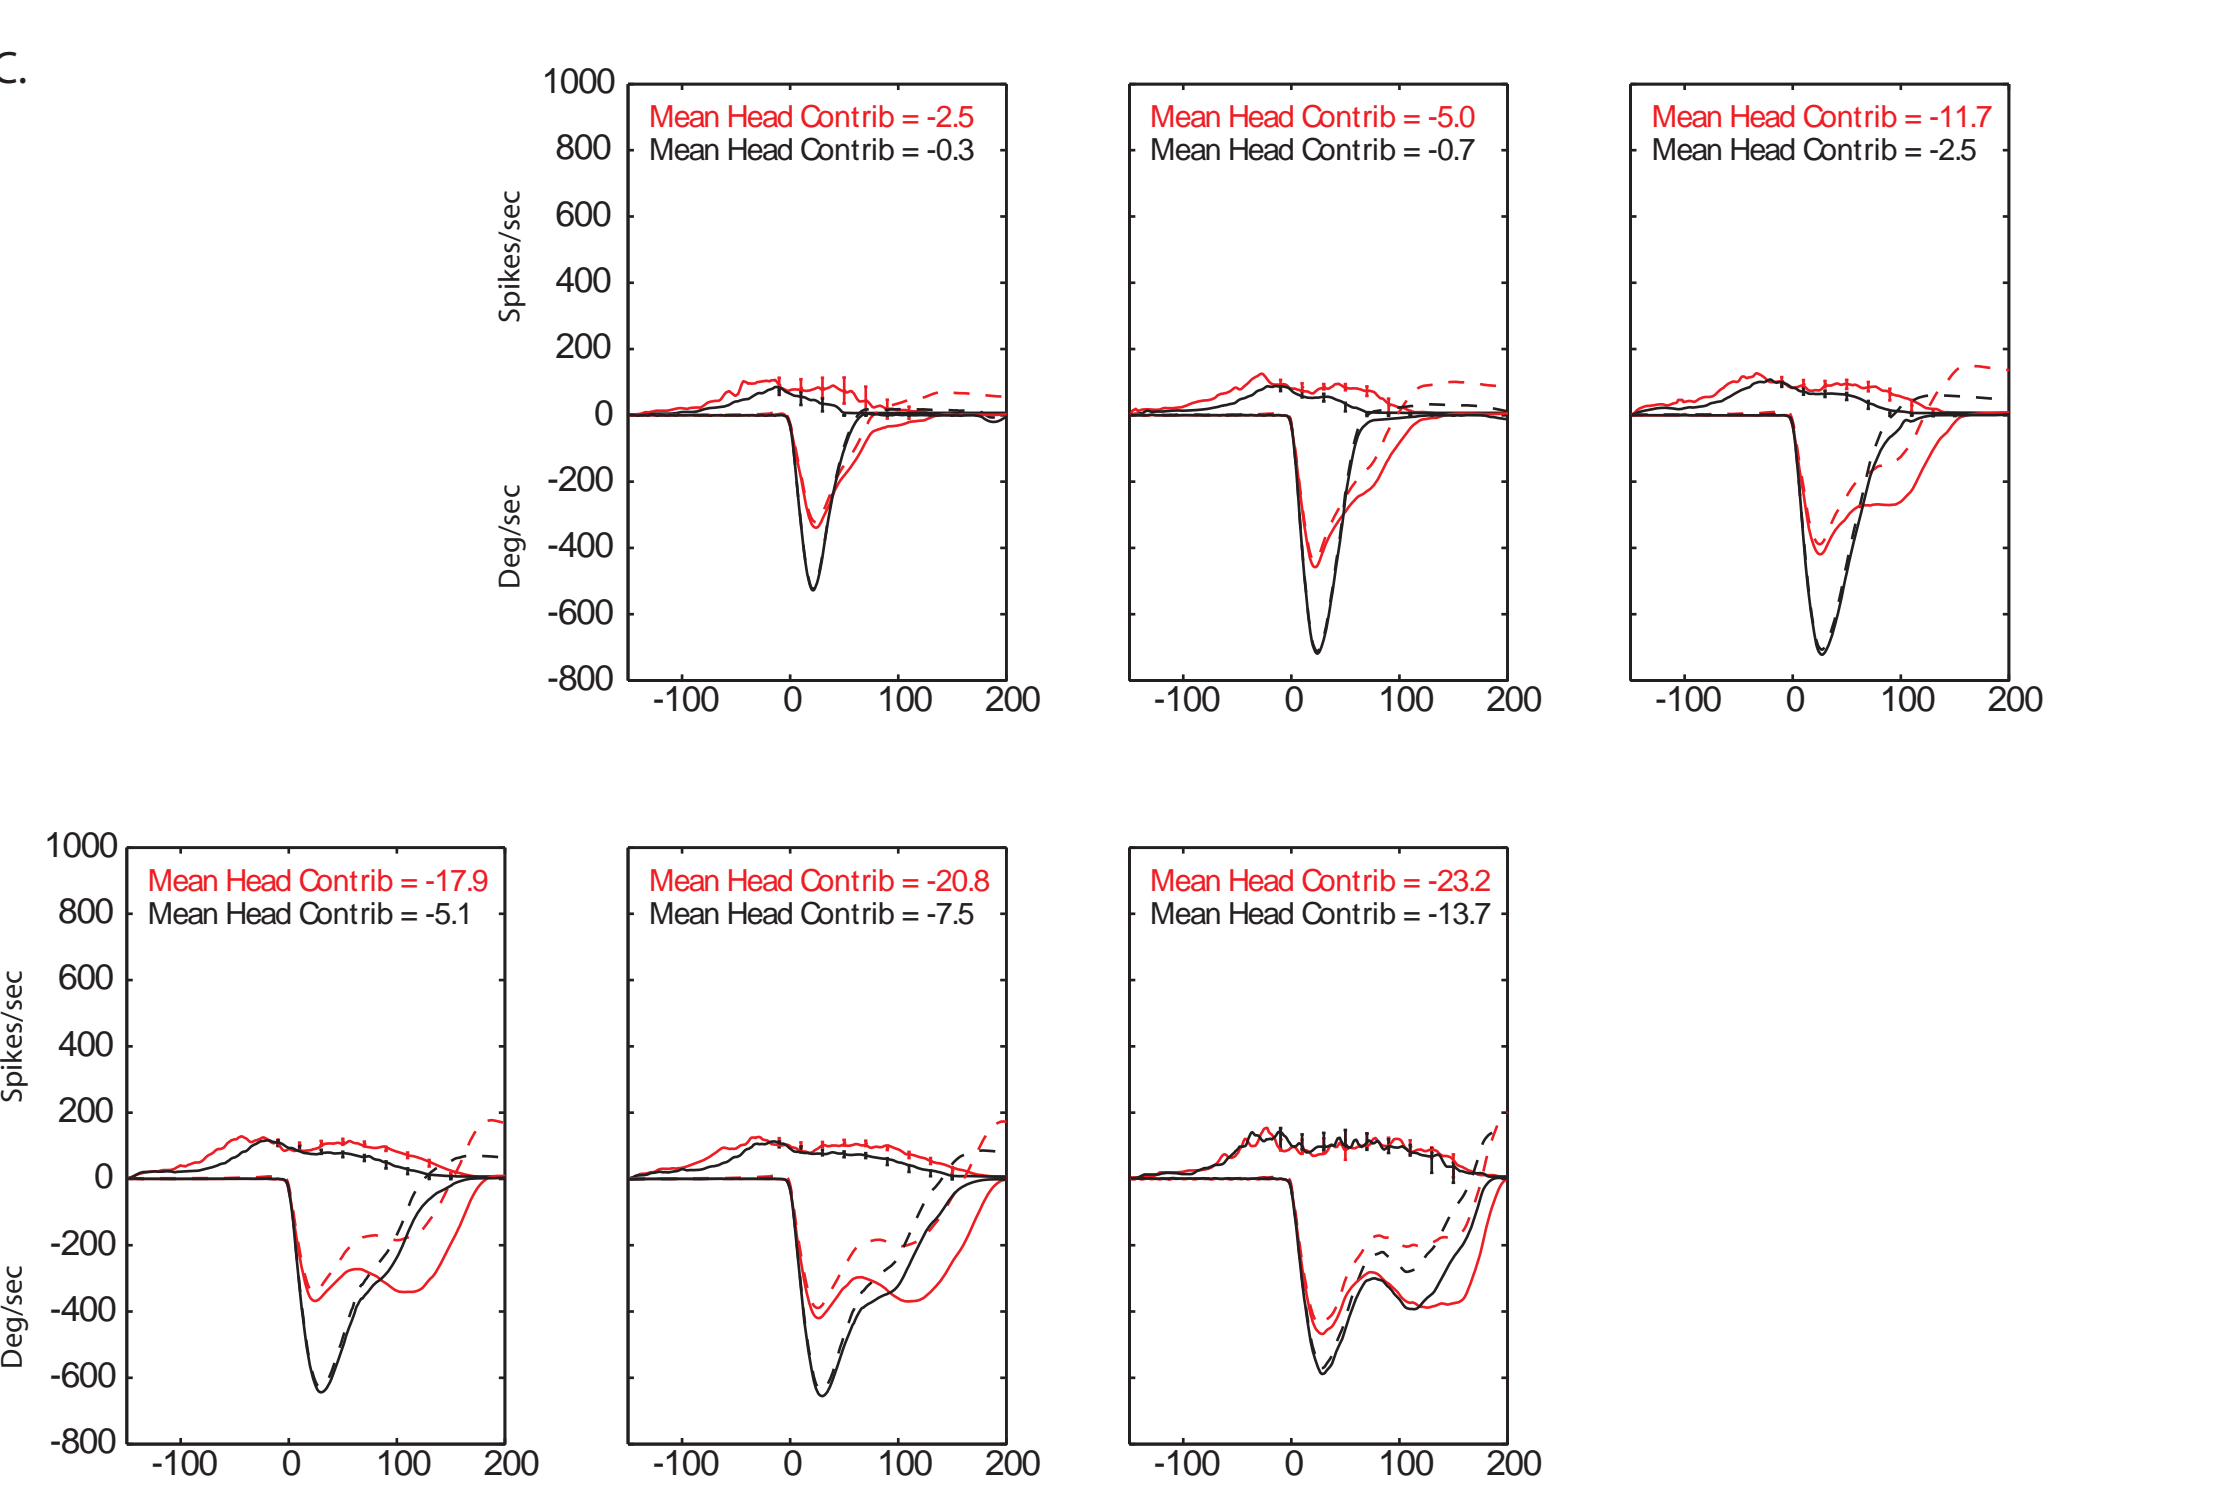 C.
1000
800
600
400
200
0
-200
-400
-600
-800
Spikes/sec
Deg/sec
Mean Head Contrib = -2.5
Mean Head Contrib = -0.3
-100 0 100 200
Mean Head Contrib = -5.0
Mean Head Contrib = -0.7
-100 0 100 200
Mean Head Contrib = -11.7
Mean Head Contrib = -2.5
-100 0 100 200
1000
800
600
400
200
0
-200
-400
-600
-800
Spikes/sec
Deg/sec
Mean Head Contrib = -17.9
Mean Head Contrib = -5.1
-100 0 100 200
Mean Head Contrib = -20.8
Mean Head Contrib = -7.5
-100 0 100 200
Mean Head Contrib = -23.2
Mean Head Contrib = -13.7
-100 0 100 200